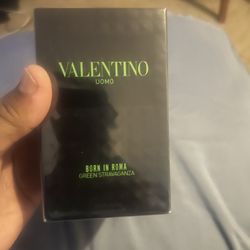 VALENTINO
UOMO
BORN IN ROMA
GREEN STRAVAGANZA